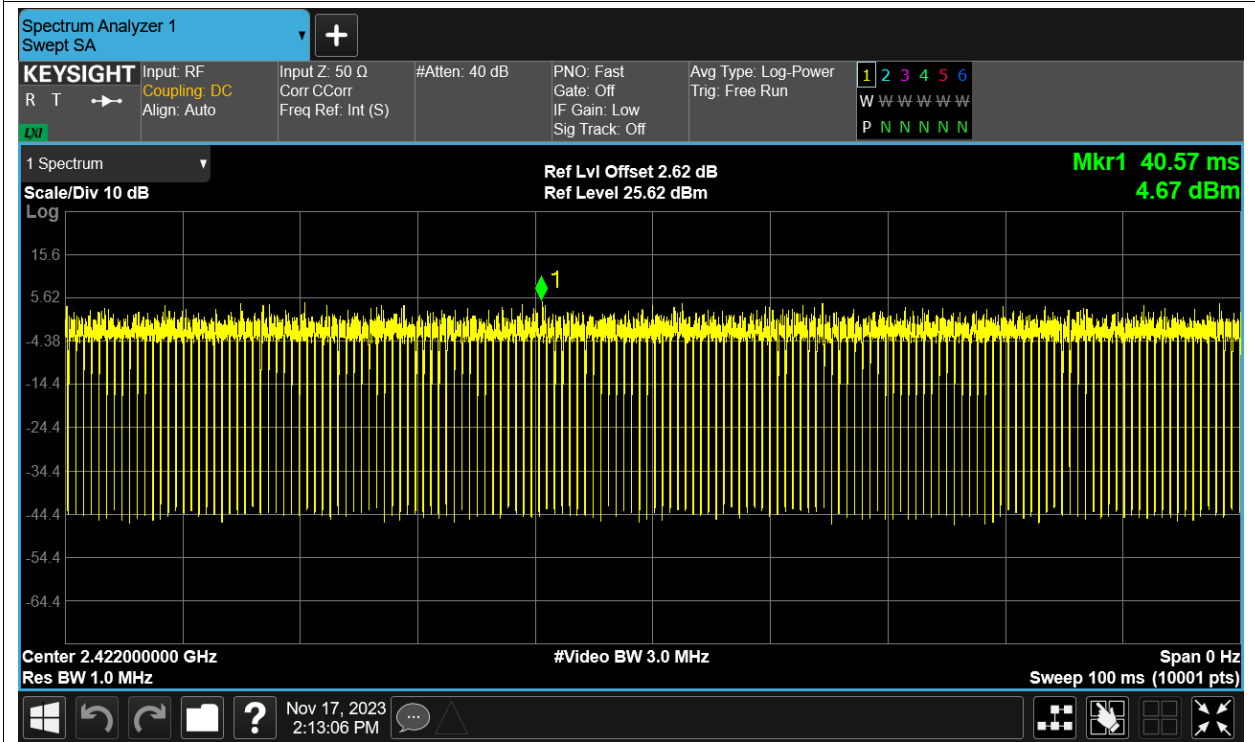 Spectrum Analyzer 1
Swept SA
+
KEYSIGHT
R T
LXI
Input: RF
Coupling: DC
Align: Auto
Input Z: 50 Ω
Corr CCorr
Freq Ref: Int (S)
#Atten: 40 dB
PNO: Fast
Gate: Off
IF Gain: Low
Sig Track: Off
Avg Type: Log-Power
Trig: Free Run
1 2 3 4 5 6
W W W W W W
P N N N N N
1 Spectrum
Scale/Div 10 dB
Log
Ref Lvl Offset 2.62 dB
Ref Level 25.62 dBm
Mkr1 40.57 ms
4.67 dBm
1
15.6
5.62
-4.38
-14.4
-24.4
-34.4
-44.4
-54.4
-64.4
Center 2.422000000 GHz
Res BW 1.0 MHz
#Video BW 3.0 MHz
Span 0 Hz
Sweep 100 ms (10001 pts)
?
Nov 17, 2023
2:13:06 PM